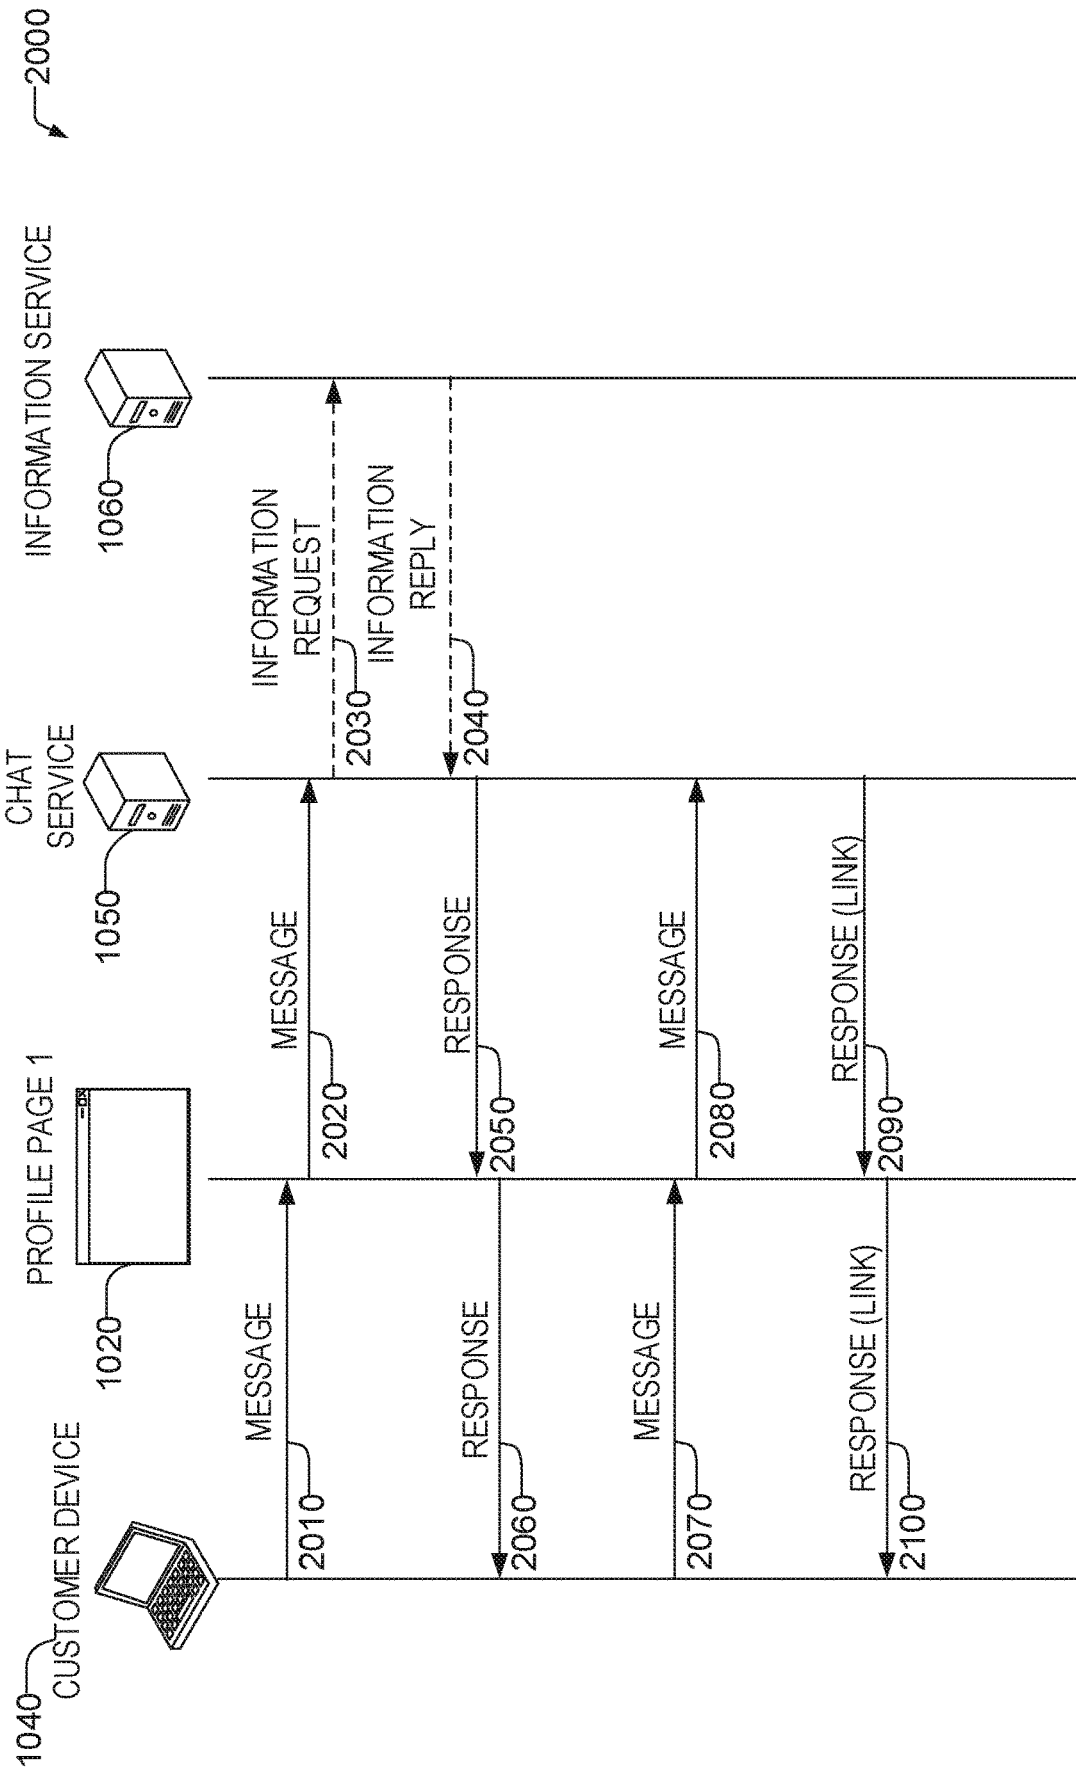 2000
1040
CUSTOMER DEVICE
PROFILE PAGE 1
1020
CHAT
SERVICE
1050
INFORMATION SERVICE
1060
MESSAGE
2010
MESSAGE
2020
INFORMATION
REQUEST
2030
INFORMATION
REPLY
2040
RESPONSE
2050
RESPONSE
2060
MESSAGE
2070
MESSAGE
2080
RESPONSE (LINK)
2090
RESPONSE (LINK)
2100